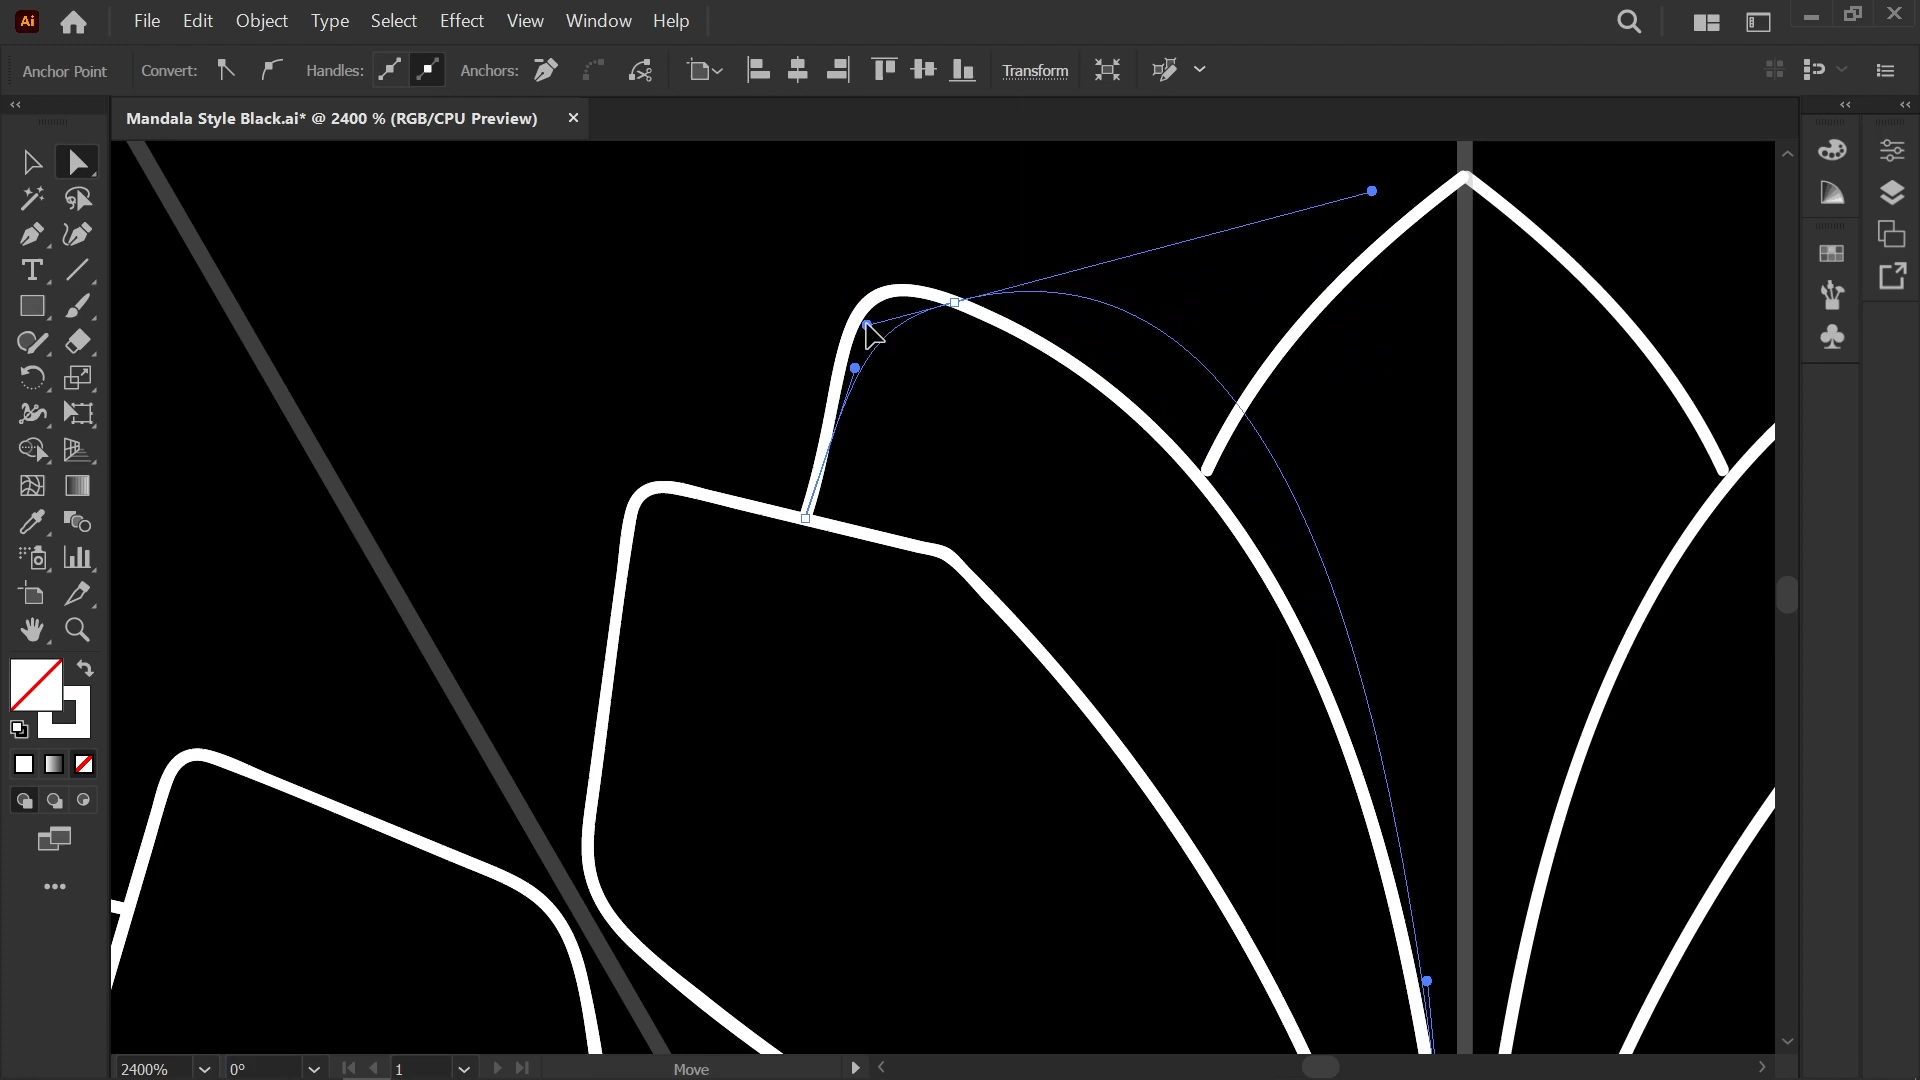 Ai File Edit Object Type Select Effect View Window Help
Anchor Point Convert: Handles: Anchors: Transform
Mandala Style Black.ai* @ 2400 % (RGB/CPU Preview)
2400% 0° 1 Move